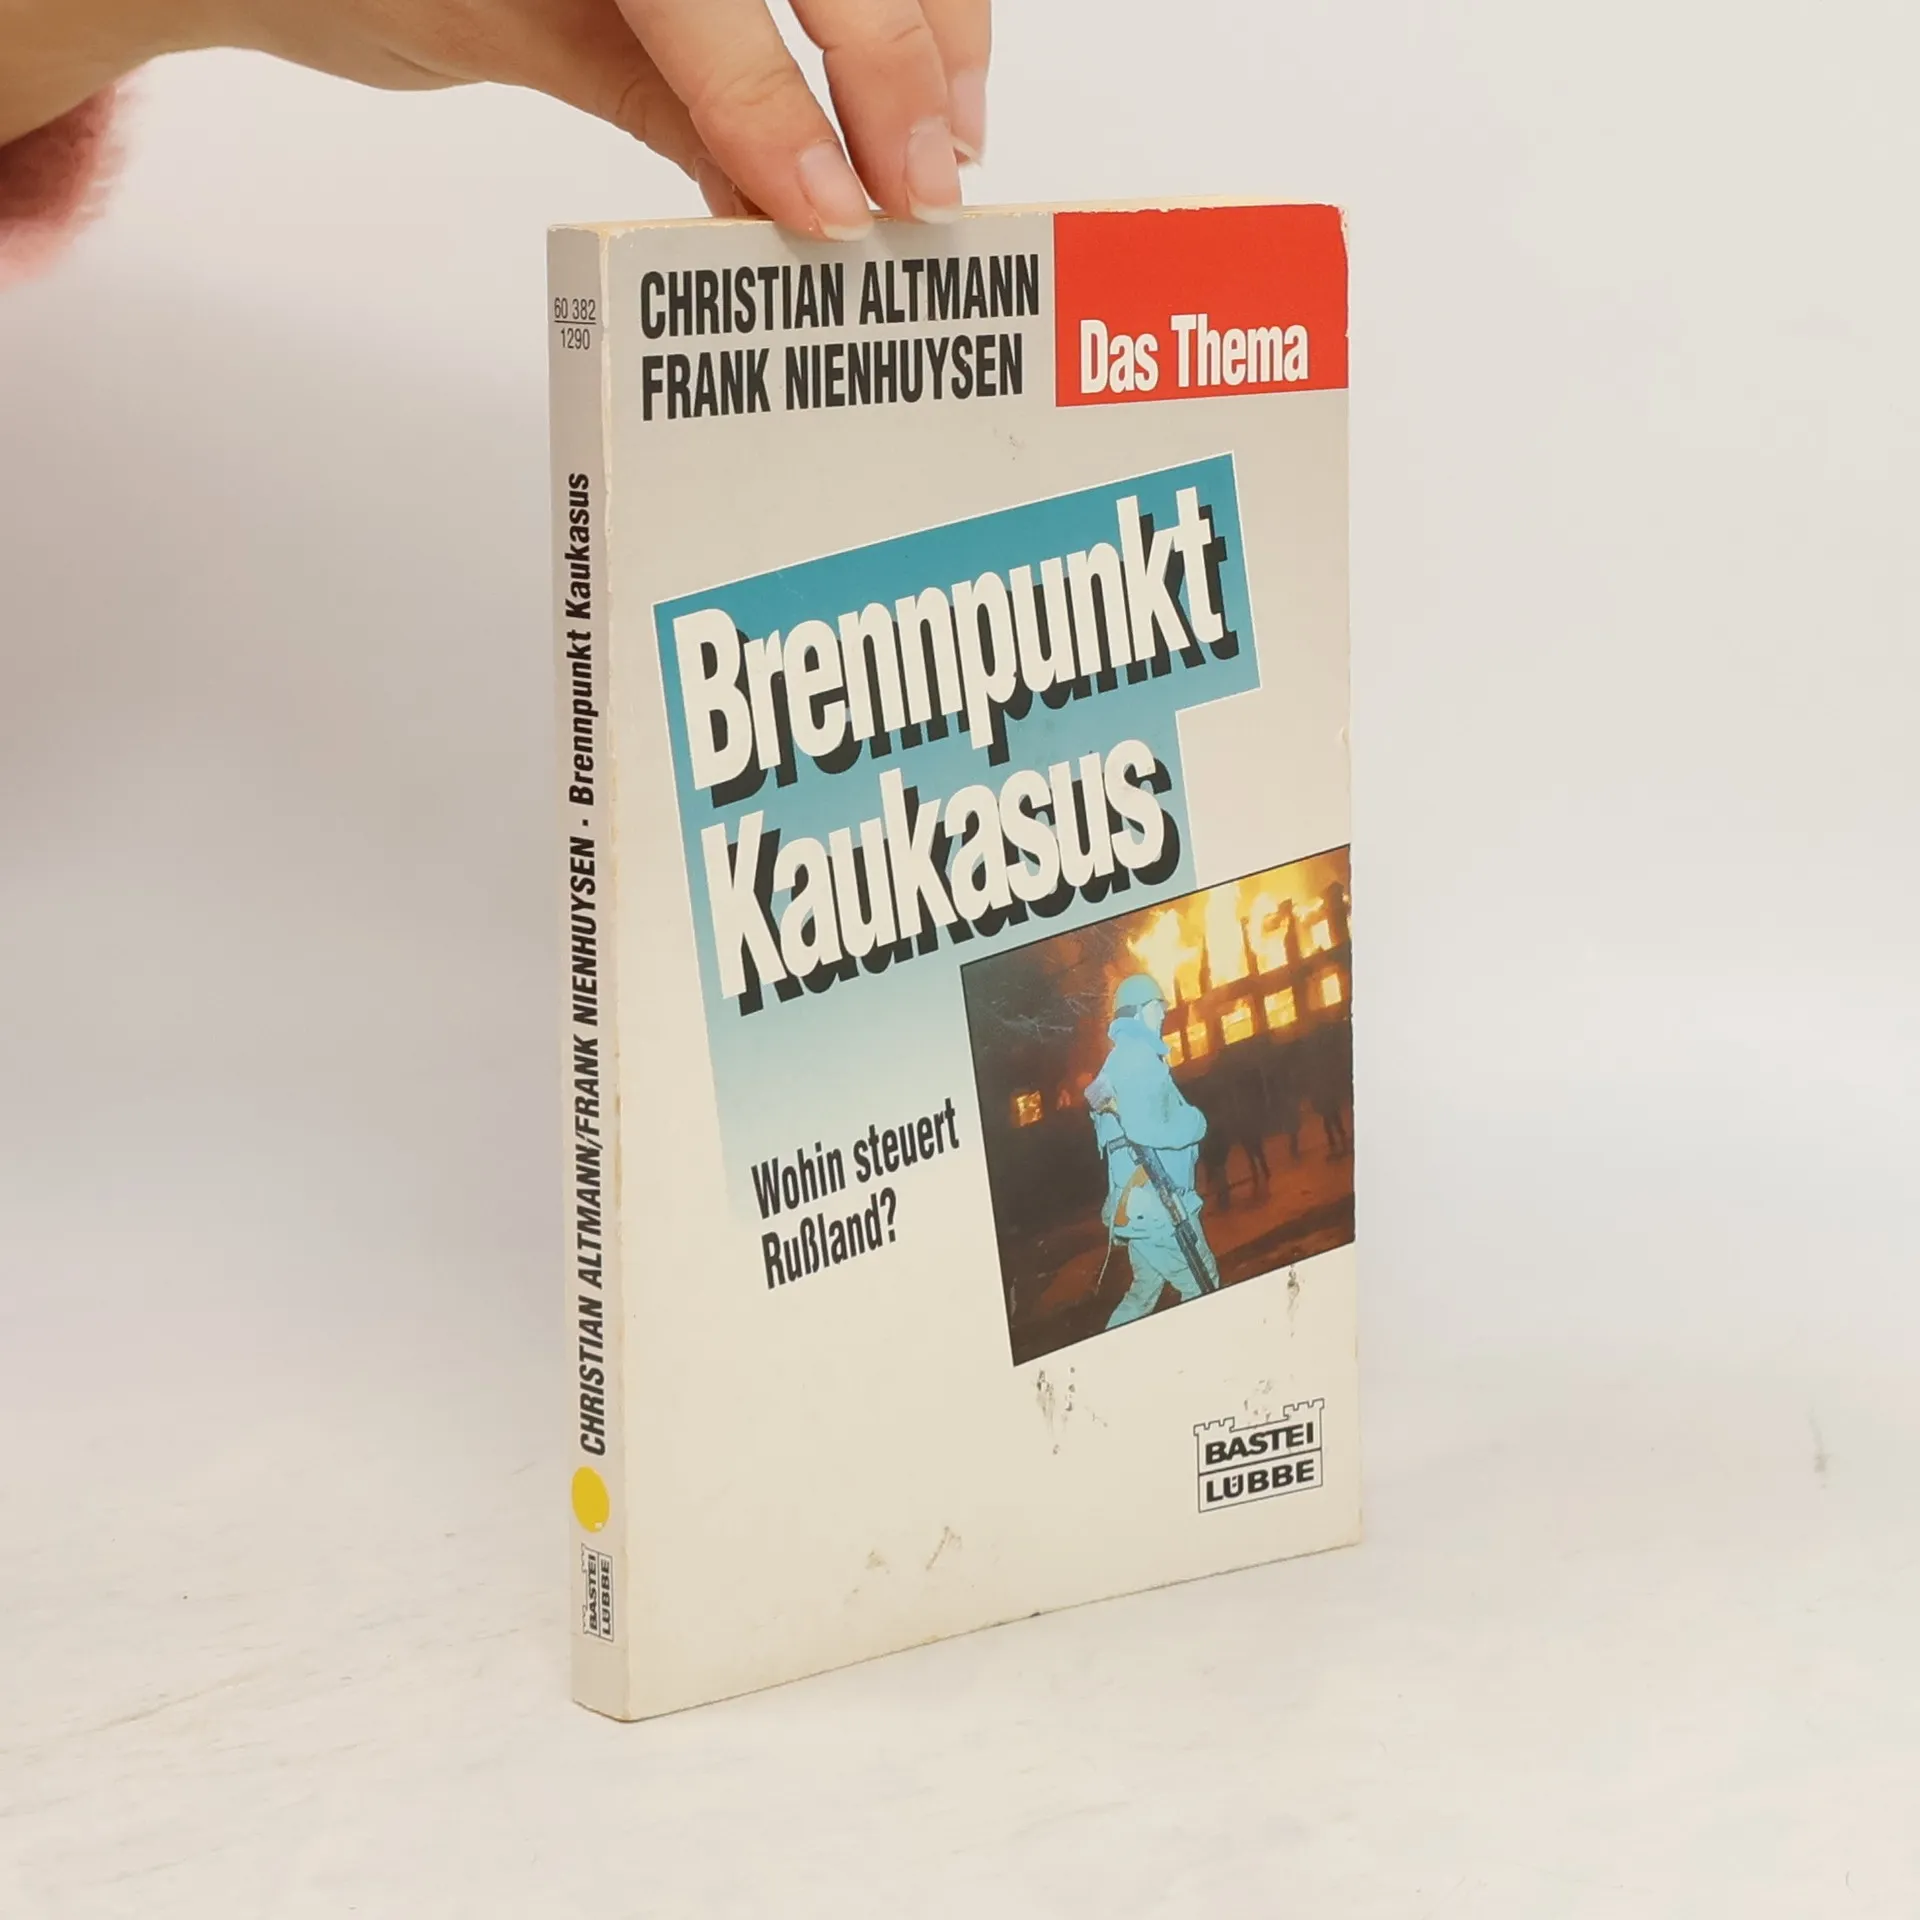 60 382
1290
CHRISTIAN ALTMANN/FRANK NIENHUYSEN · Brennpunkt Kaukasus
BASTEI
LÜBBE
CHRISTIAN ALTMANN
FRANK NIENHUYSEN
Das Thema
Brennpunkt
Kaukasus
Wohin steuert
Rußland?
BASTEI
LÜBBE